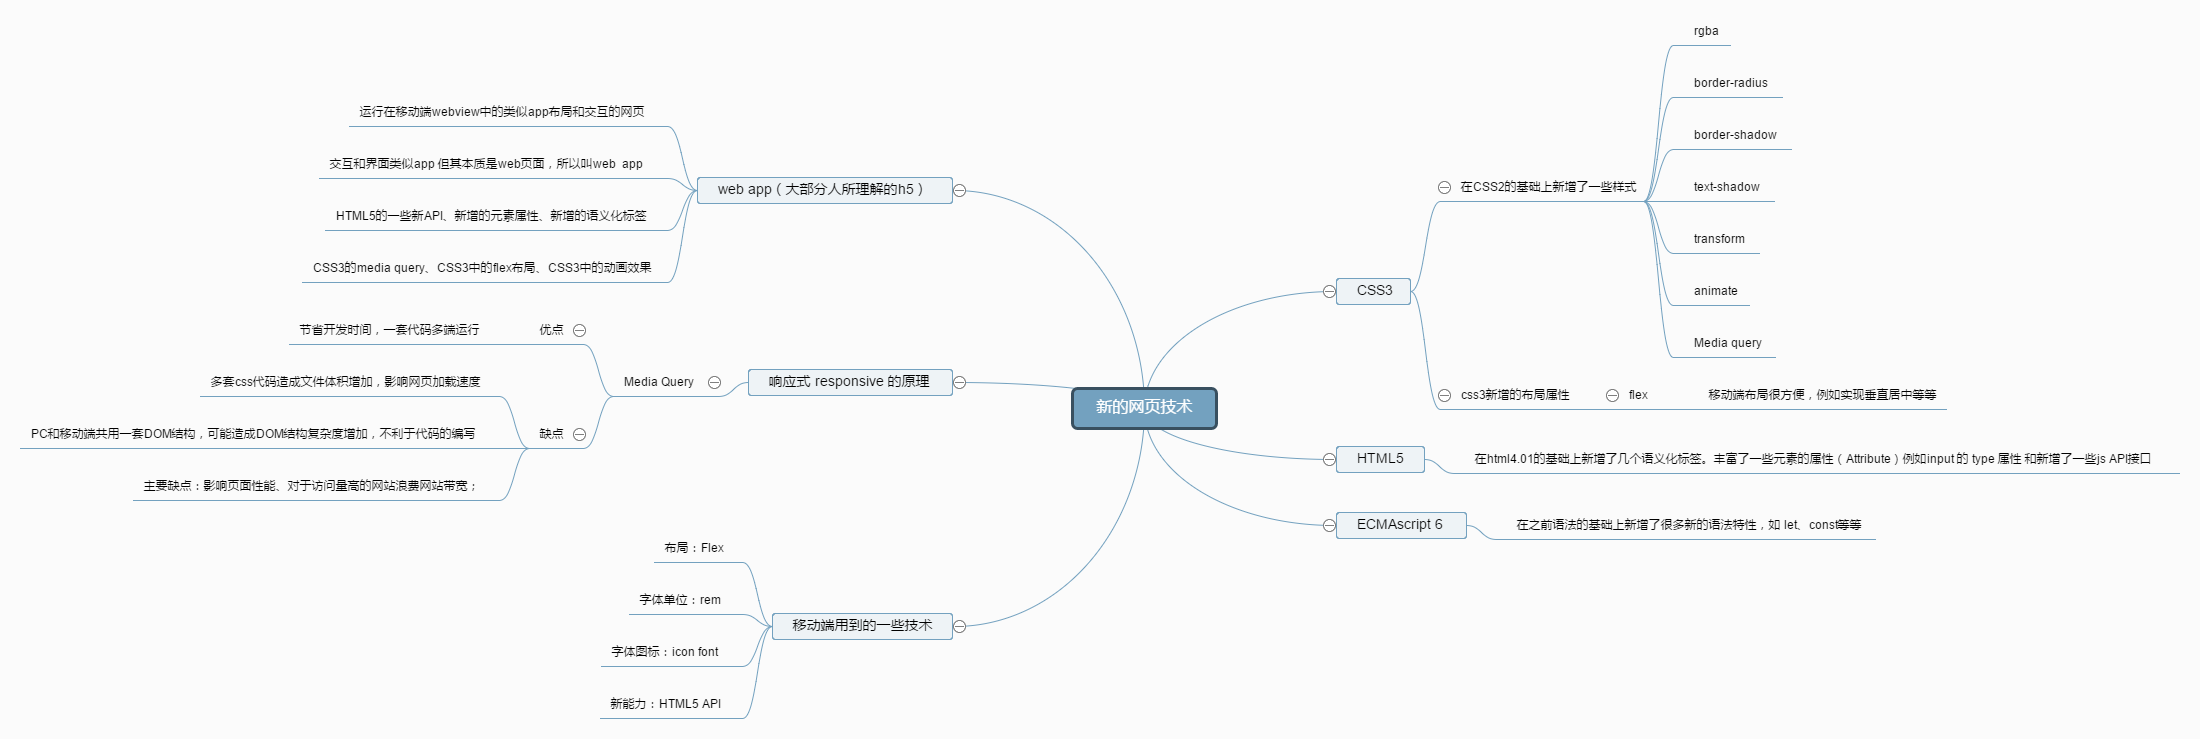 新的网页技术
web app（大部分人所理解的h5）
运行在移动端webview中的类似app布局和交互的网页
交互和界面类似app 但其本质是web页面，所以叫web  app
HTML5的一些新API、新增的元素属性、新增的语义化标签
CSS3的media query、CSS3中的flex布局、CSS3中的动画效果
响应式 responsive 的原理
Media Query
优点
节省开发时间，一套代码多端运行
缺点
多套css代码造成文件体积增加，影响网页加载速度
PC和移动端共用一套DOM结构，可能造成DOM结构复杂度增加，不利于代码的编写
主要缺点：影响页面性能、对于访问量高的网站浪费网站带宽；
移动端用到的一些技术
布局：Flex
字体单位：rem
字体图标：icon font
新能力：HTML5 API
CSS3
在CSS2的基础上新增了一些样式
rgba
border-radius
border-shadow
text-shadow
transform
animate
Media query
css3新增的布局属性
flex
移动端布局很方便，例如实现垂直居中等等
HTML5
在html4.01的基础上新增了几个语义化标签。丰富了一些元素的属性（Attribute）例如input 的 type 属性 和新增了一些js API接口
ECMAscript 6
在之前语法的基础上新增了很多新的语法特性，如 let、const等等